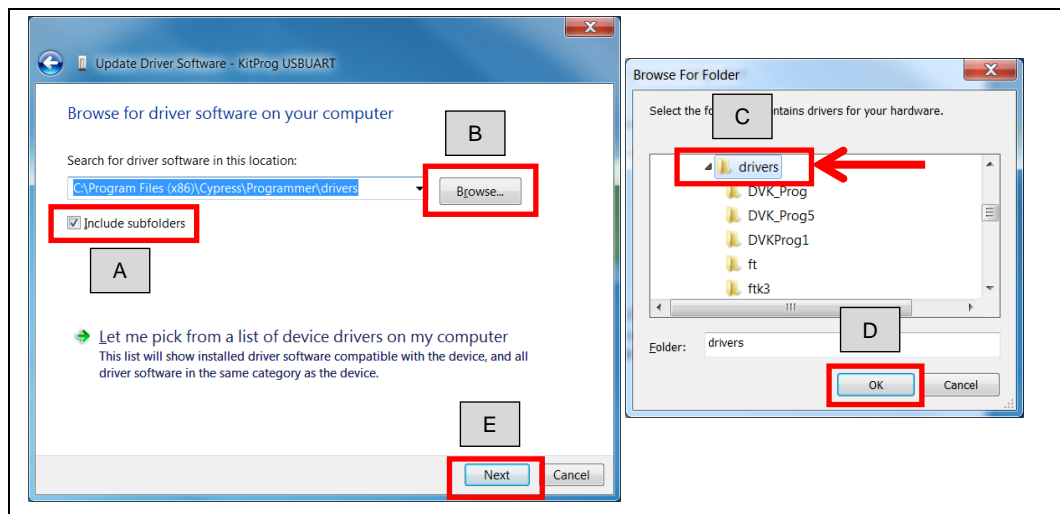 Update Driver Software - KitProg USBUART
Browse for driver software on your computer
B
Search for driver software in this location:
C:\Program Files (x86)\Cypress\Programmer\drivers
Browse...
Include subfolders
A
Let me pick from a list of device drivers on my computer
This list will show installed driver software compatible with the device, and all
driver software in the same category as the device.
E
Next Cancel
Browse For Folder
Select the fo ntains drivers for your hardware.
C
drivers
DVK_Prog
DVK_Prog5
DVKProg1
ft
ftk3
D
Folder: drivers
OK Cancel